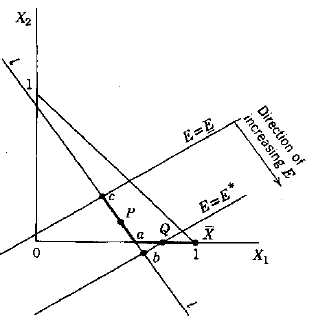 X₂
l
1
E=E̲
Direction of
increasing E
c
P
E=E*
a
Q
X̅
b
0
1
X₁
l